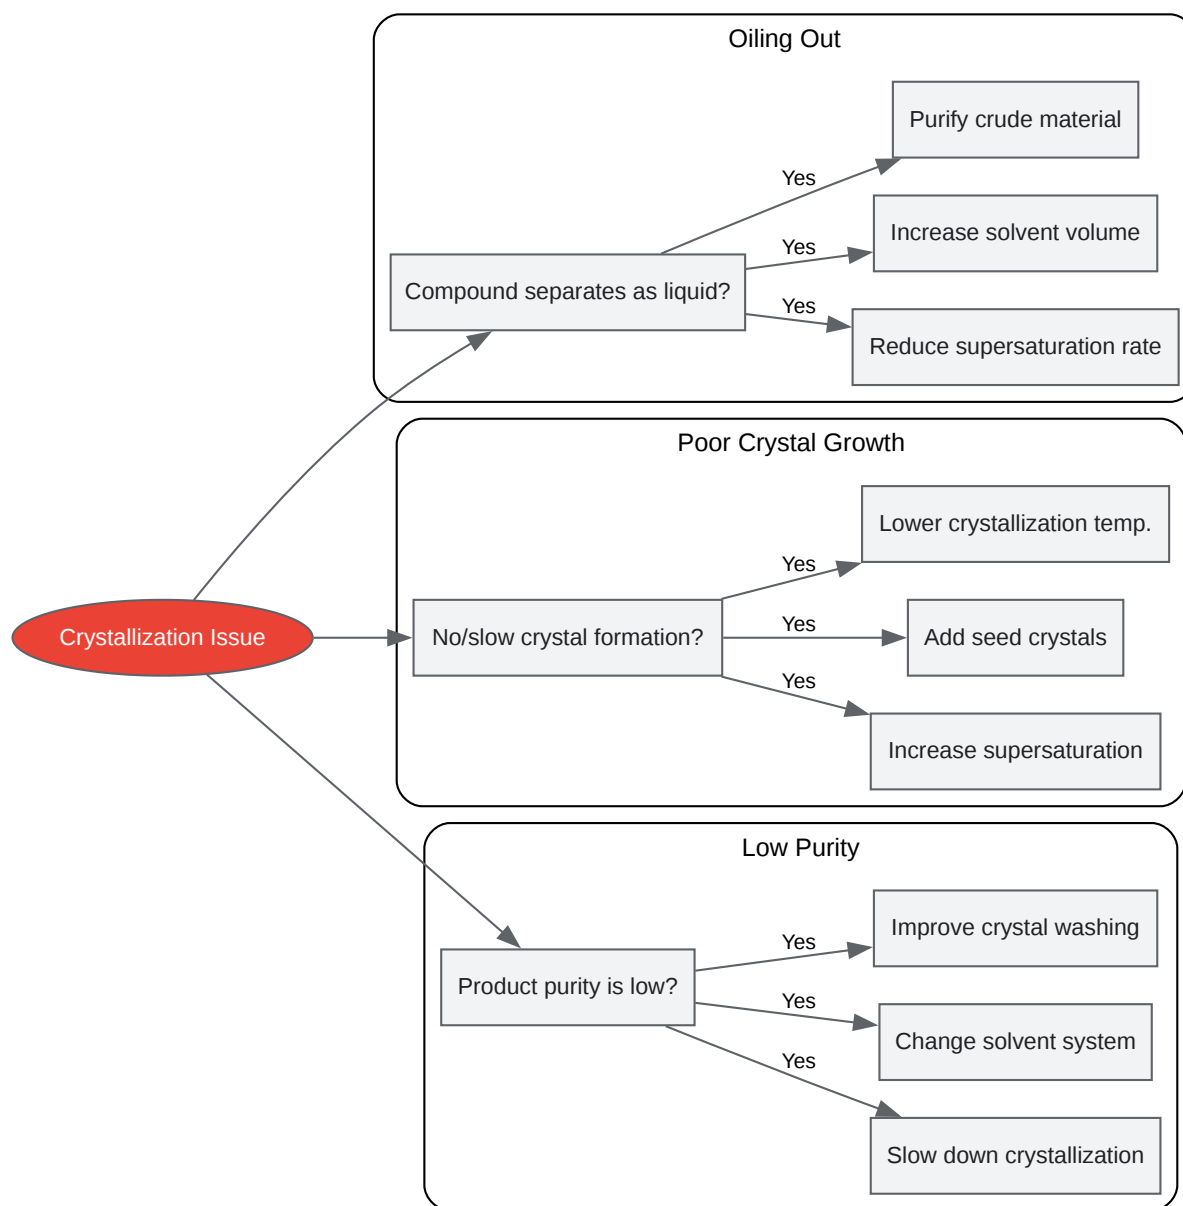 Oiling Out
Purify crude material
Yes
Increase solvent volume
Yes
Compound separates as liquid?
Yes
Reduce supersaturation rate
Poor Crystal Growth
Lower crystallization temp.
Yes
Crystallization Issue
No/slow crystal formation?
Yes
Add seed crystals
Yes
Increase supersaturation
Low Purity
Improve crystal washing
Yes
Product purity is low?
Yes
Change solvent system
Yes
Slow down crystallization